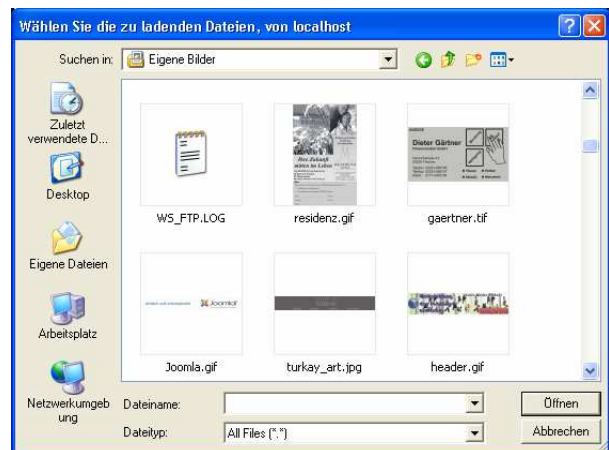 Wählen Sie die zu ladenden Dateien, von localhost
Suchen in:
Eigene Bilder
Zuletzt
verwendete D...
Desktop
Eigene Dateien
Arbeitsplatz
Netzwerkumgeb
ung
WS_FTP.LOG
residenz.gif
Dieter Gärtner
gaertner.tif
Joomla!
Joomla.gif
turkay_art.jpg
header.gif
Dateiname:
Öffnen
Dateityp:
All Files (*.*)
Abbrechen